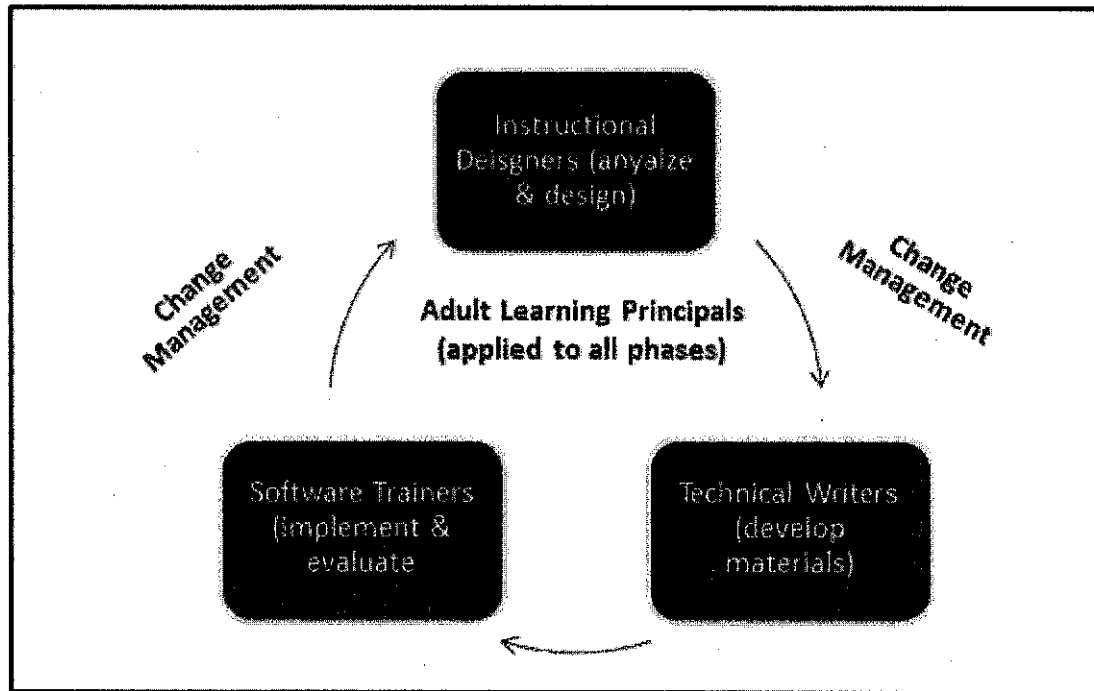 Instructional
Deisgners (anyalze
& design)
Change
Management
Change
Management
Adult Learning Principals
(applied to all phases)
Software Trainers
(implement &
evaluate
Technical Writers
(develop
materials)